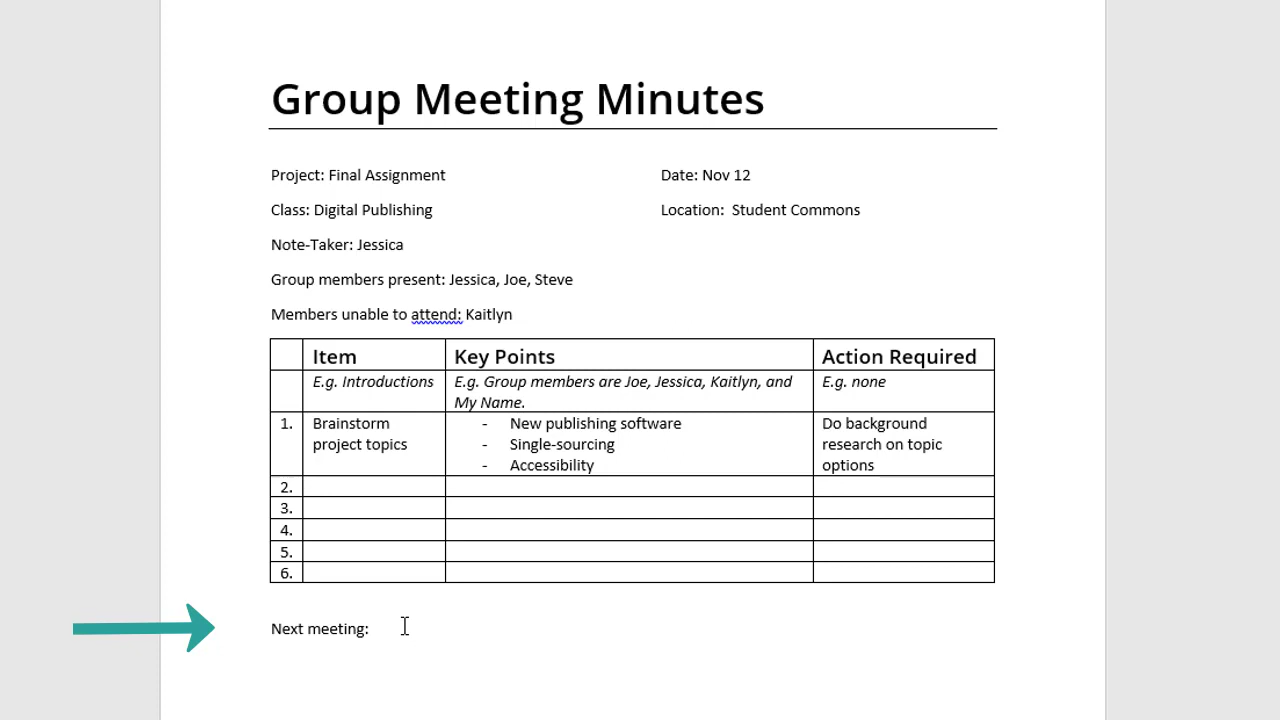 Group Meeting Minutes
Project: Final Assignment Date: Nov 12
Class: Digital Publishing Location:  Student Commons
Note-Taker: Jessica
Group members present: Jessica, Joe, Steve
Members unable to attend: Kaitlyn
Item Key Points Action Required
E.g. Introductions E.g. Group members are Joe, Jessica, Kaitlyn, and E.g. none
My Name.
1. Brainstorm - New publishing software Do background
project topics - Single-sourcing research on topic
- Accessibility options
2.
3.
4.
5.
6.
Next meeting: